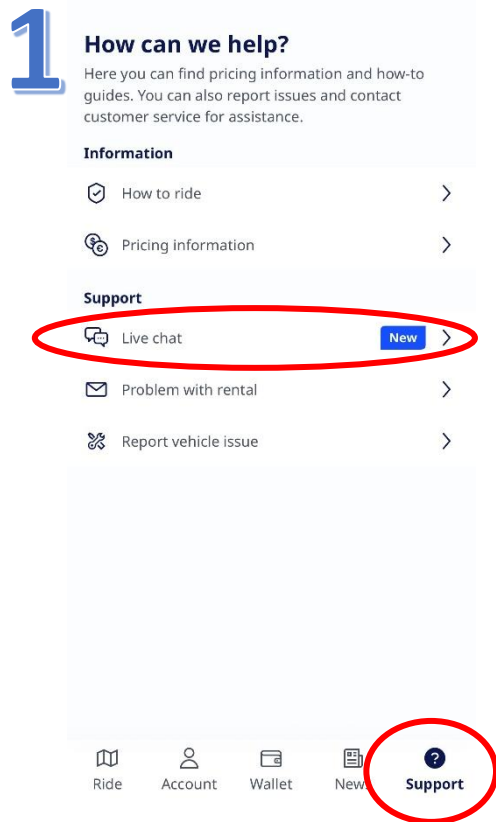 1
How can we help?
Here you can find pricing information and how-to
guides. You can also report issues and contact
customer service for assistance.
Information
How to ride
Pricing information
Support
Live chat New
Problem with rental
Report vehicle issue
Ride Account Wallet News Support